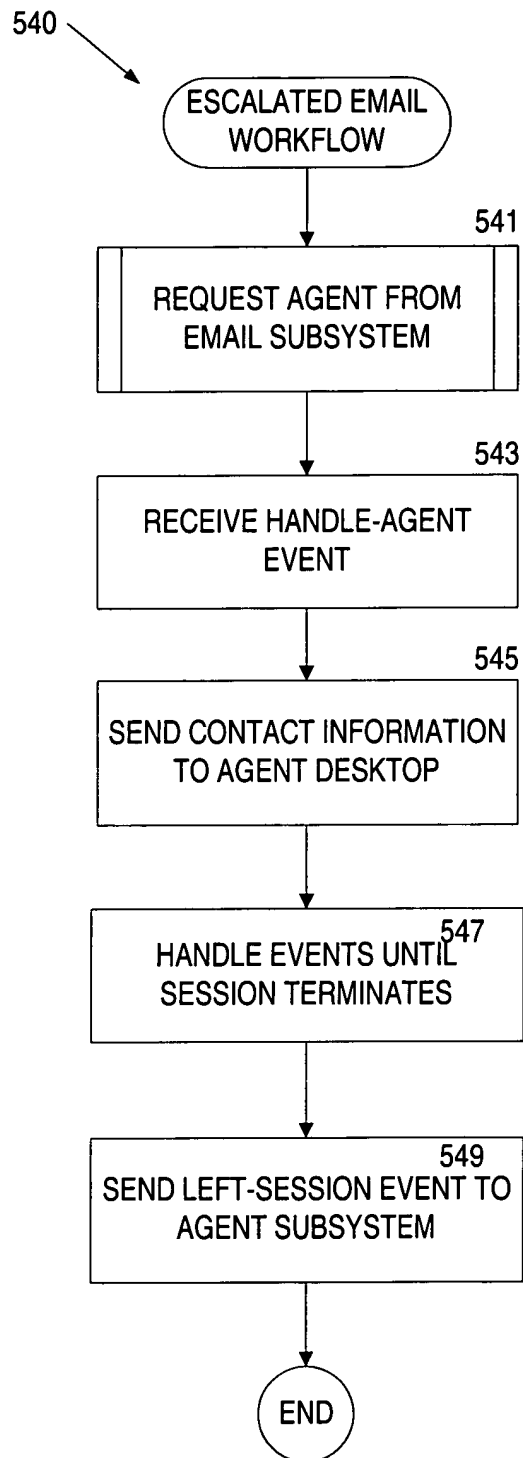 540
ESCALATED EMAIL
WORKFLOW
541
REQUEST AGENT FROM
EMAIL SUBSYSTEM
543
RECEIVE HANDLE-AGENT
EVENT
545
SEND CONTACT INFORMATION
TO AGENT DESKTOP
547
HANDLE EVENTS UNTIL
SESSION TERMINATES
549
SEND LEFT-SESSION EVENT TO
AGENT SUBSYSTEM
END